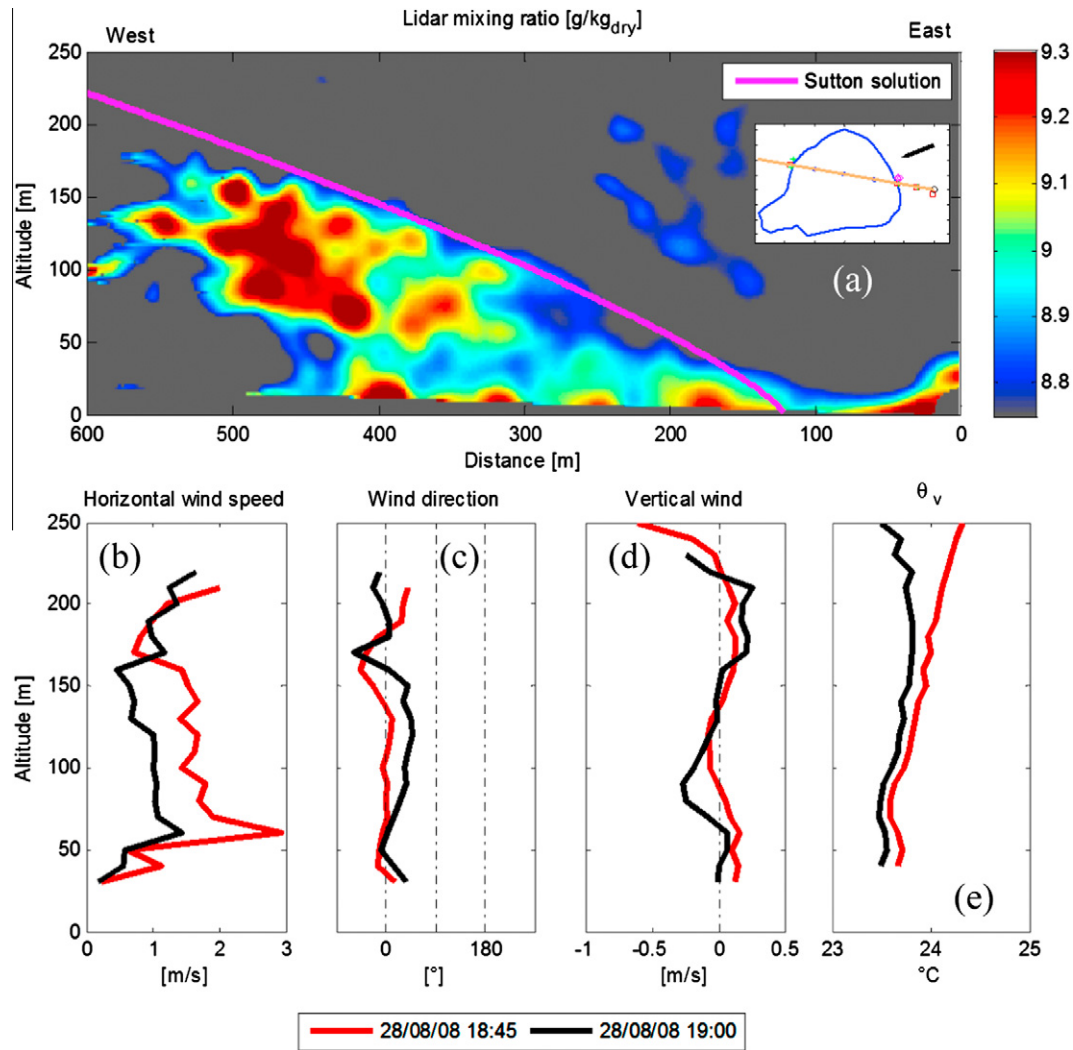 Lidar mixing ratio [g/kg dry]
West
East
250
200
150
100
50
0
Altitude [m]
Sutton solution
(a)
600
500
400
300
200
100
0
Distance [m]
9.3
9.2
9.1
9
8.9
8.8
Horizontal wind speed
Wind direction
Vertical wind
θ v
250
200
150
100
50
0
Altitude [m]
(b)
(c)
(d)
(e)
0
1
2
3
[m/s]
0
180
[°]
-1
-0.5
0
0.5
[m/s]
23
24
25
°C
28/08/08 18:45
28/08/08 19:00